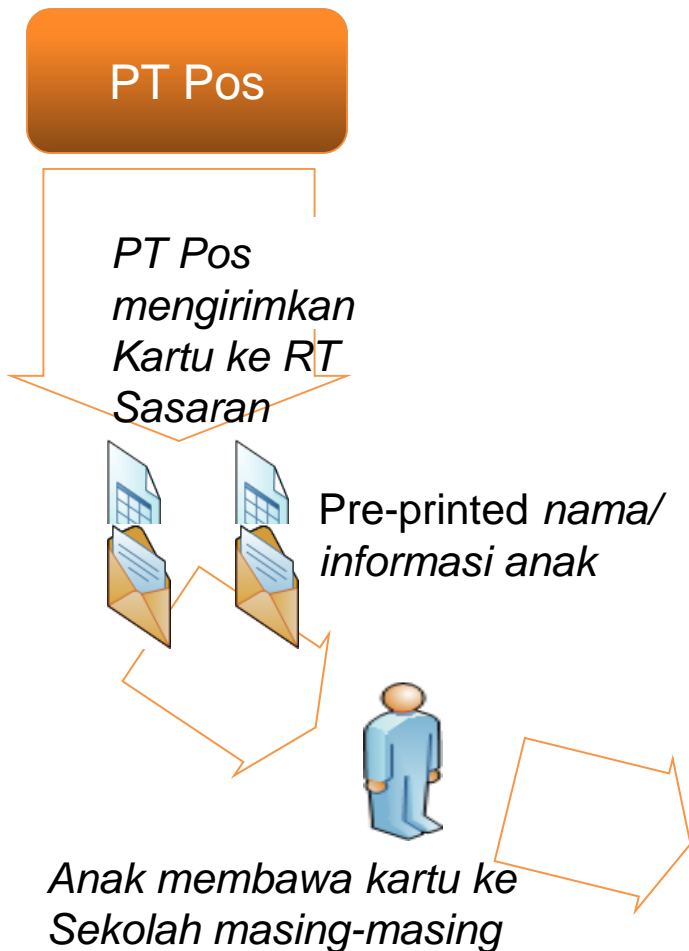 PT Pos
PT Pos
mengirimkan
Kartu ke RT
Sasaran
Pre-printed nama/
informasi anak
Anak membawa kartu ke
Sekolah masing-masing